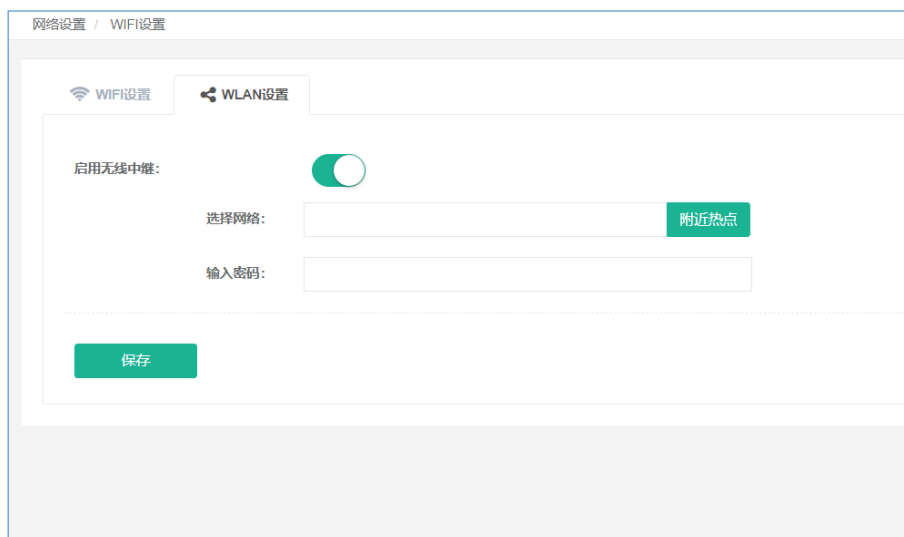 网络设置 / WIFI设置
WIFI设置 WLAN设置
启用无线中继：
选择网络： 附近热点
输入密码：
保存